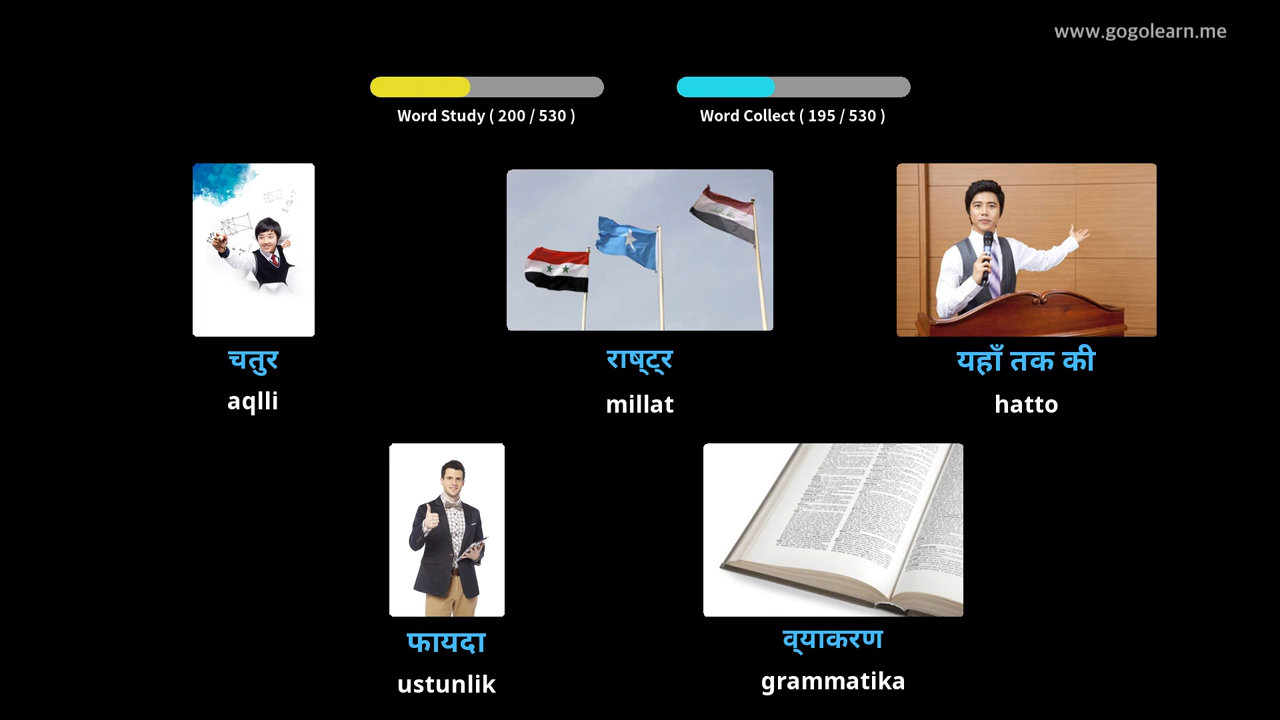 www.gogolearn.me
Word Study ( 200 / 530 )
Word Collect ( 195 / 530 )
चतुर
aqlli
राष्ट्र
millat
यहाँ तक की
hatto
फायदा
ustunlik
व्याकरण
grammatika